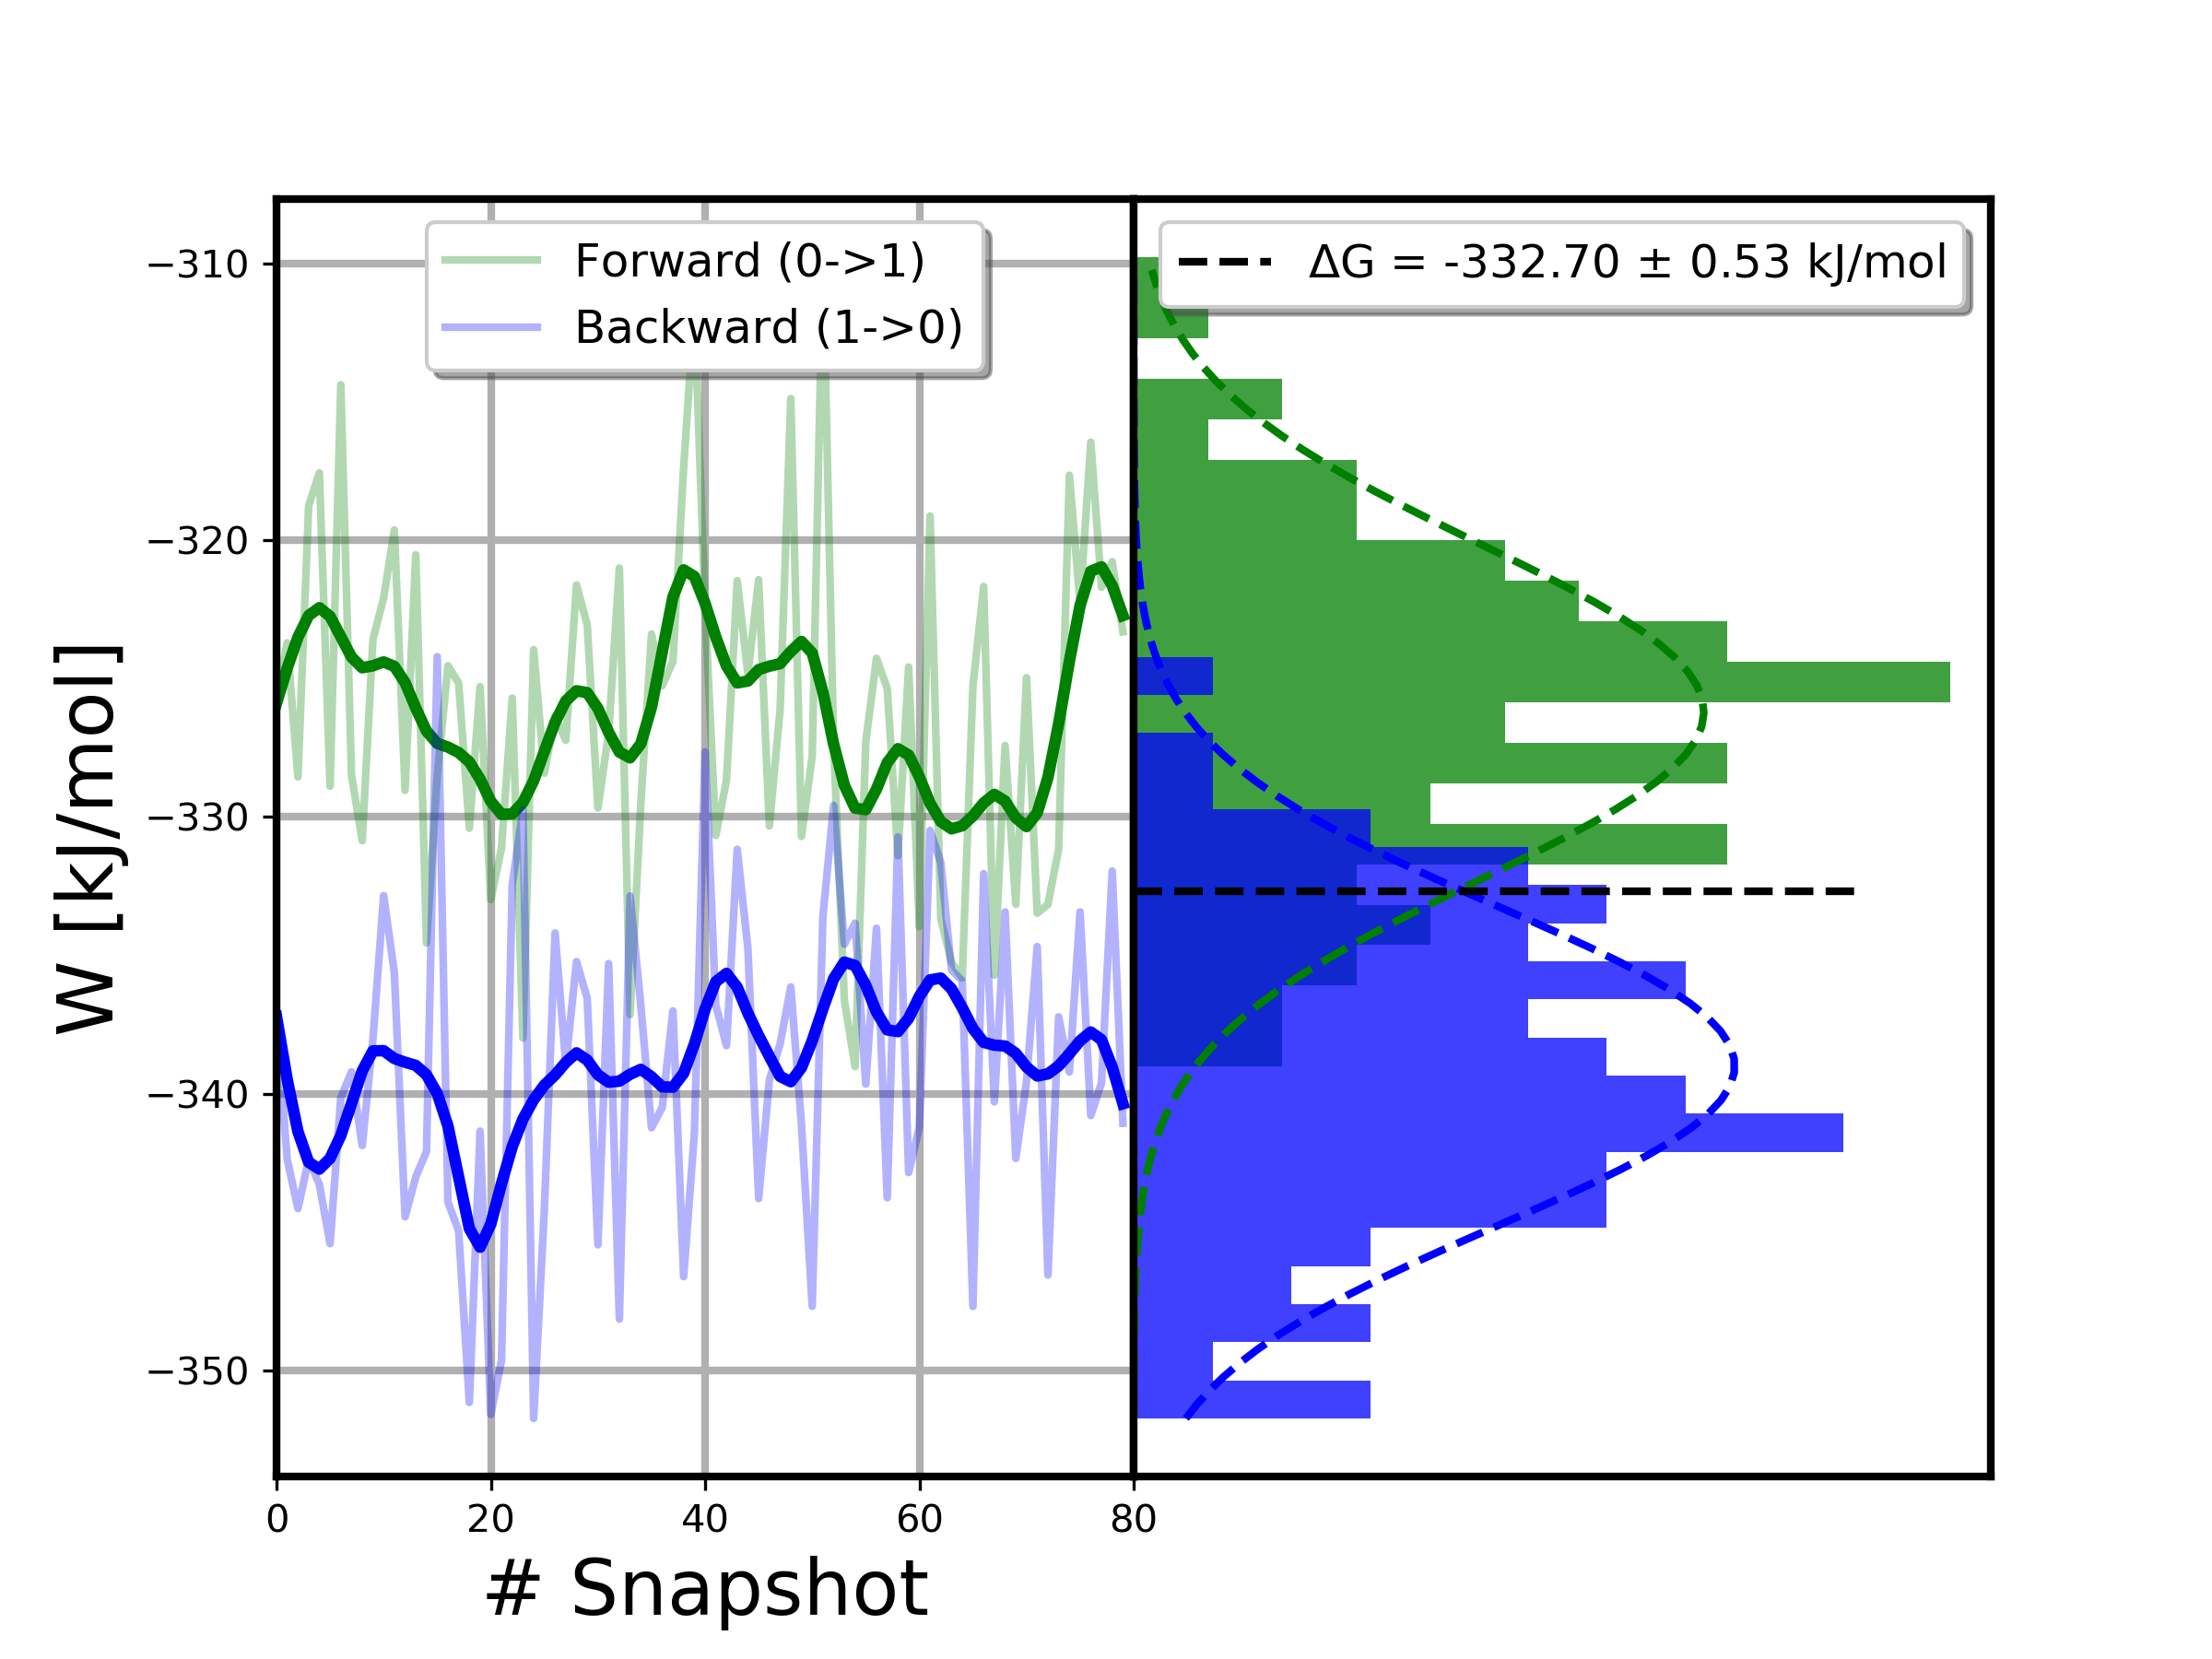 Forward (0->1)
Backward (1->0)
ΔG = -332.70 ± 0.53 kJ/mol
W [kJ/mol]
−310
−320
−330
−340
−350
0 20 40 60 80
# Snapshot